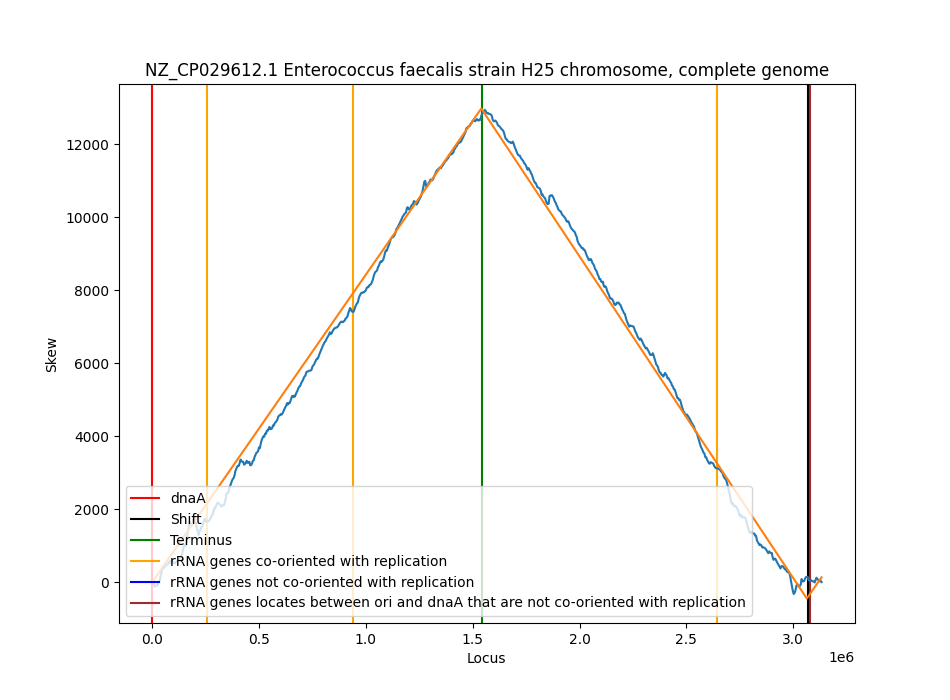 NZ_CP029612.1 Enterococcus faecalis strain H25 chromosome, complete genome
12000
10000
8000
6000
4000
2000
0
Skew
dnaA
Shift
Terminus
rRNA genes co-oriented with replication
rRNA genes not co-oriented with replication
rRNA genes locates between ori and dnaA that are not co-oriented with replication
0.0 0.5 1.0 1.5 2.0 2.5 3.0
Locus 1e6